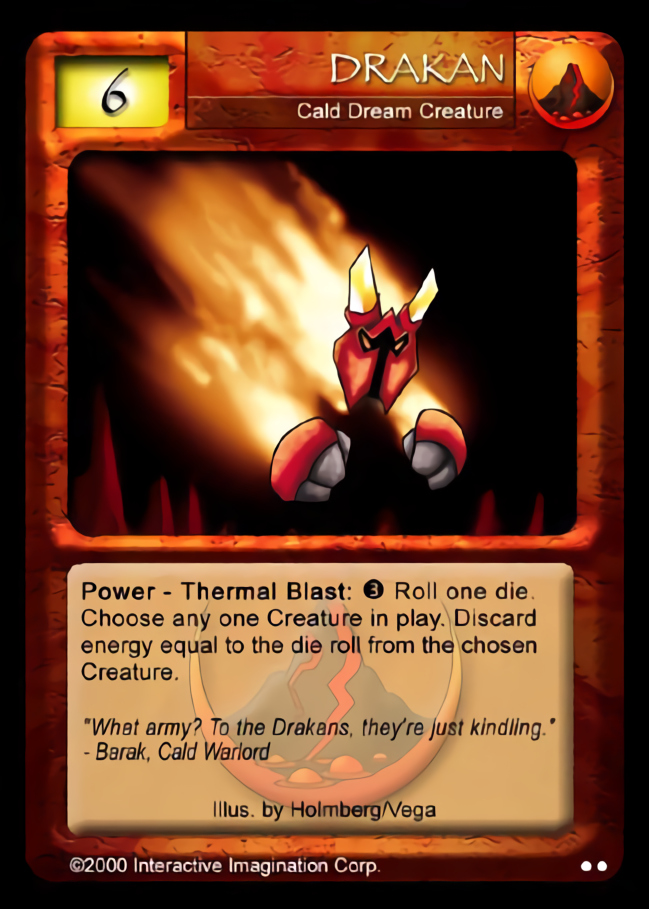 6
DRAKAN
Cald Dream Creature
Power - Thermal Blast: ❸ Roll one die.
Choose any one Creature in play. Discard
energy equal to the die roll from the chosen
Creature.
"What army? To the Drakans, they're just kindling."
- Barak, Cald Warlord
Illus. by Holmberg/Vega
©2000 Interactive Imagination Corp.